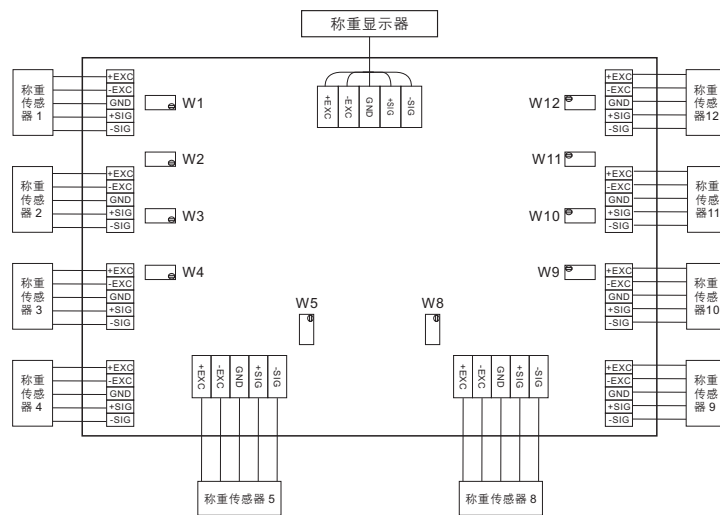 称重显示器
+EXC
-EXC
GND
+SIG
-SIG
称重
传感
器 1
+EXC
-EXC
GND
+SIG
-SIG
W1
W2
称重
传感
器 2
+EXC
-EXC
GND
+SIG
-SIG
W3
W4
称重
传感
器 3
+EXC
-EXC
GND
+SIG
-SIG
称重
传感
器 4
+EXC
-EXC
GND
+SIG
-SIG
W5
+EXC
-EXC
GND
+SIG
-SIG
称重传感器 5
W8
+EXC
-EXC
GND
+SIG
-SIG
称重传感器 8
W12
+EXC
-EXC
GND
+SIG
-SIG
称重
传感
器12
W11
W10
+EXC
-EXC
GND
+SIG
-SIG
称重
传感
器11
W9
+EXC
-EXC
GND
+SIG
-SIG
称重
传感
器10
+EXC
-EXC
GND
+SIG
-SIG
称重
传感
器 9